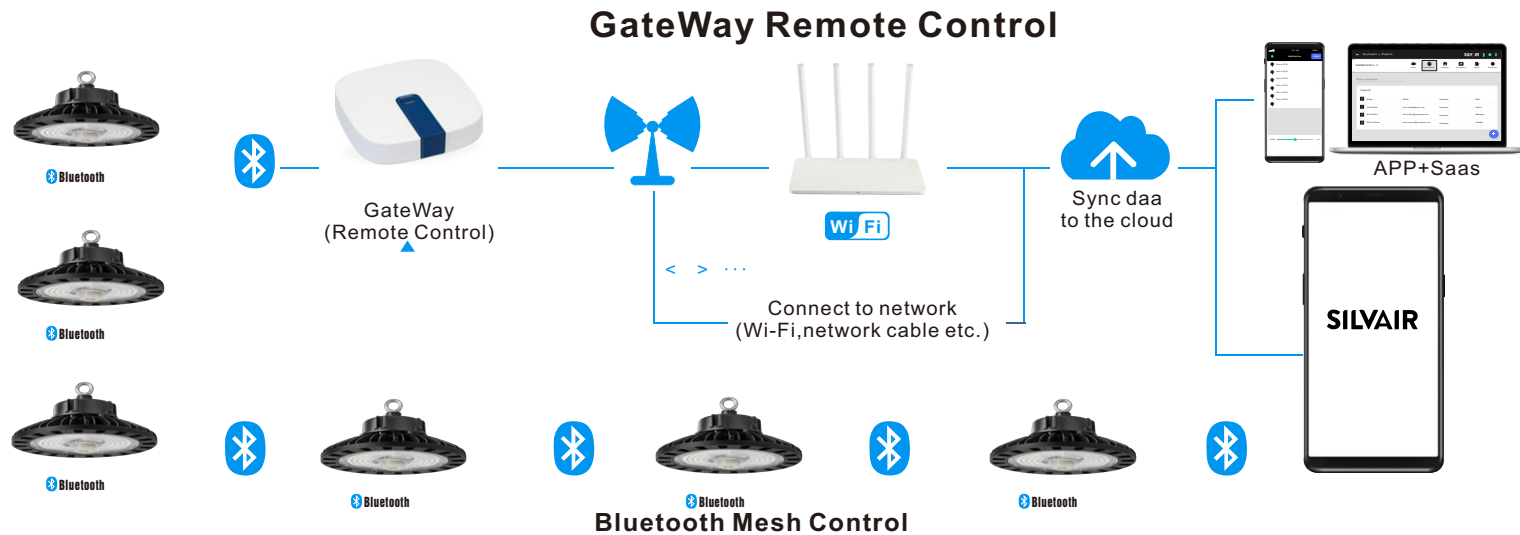 GateWay Remote Control
Bluetooth
GateWay
(Remote Control)
Wi Fi
< > ...
Connect to network
(Wi-Fi,network cable etc.)
Sync daa
to the cloud
SILVAIR
APP+Saas
SILVAIR
Bluetooth
Bluetooth
Bluetooth
Bluetooth
Bluetooth
Bluetooth Mesh Control